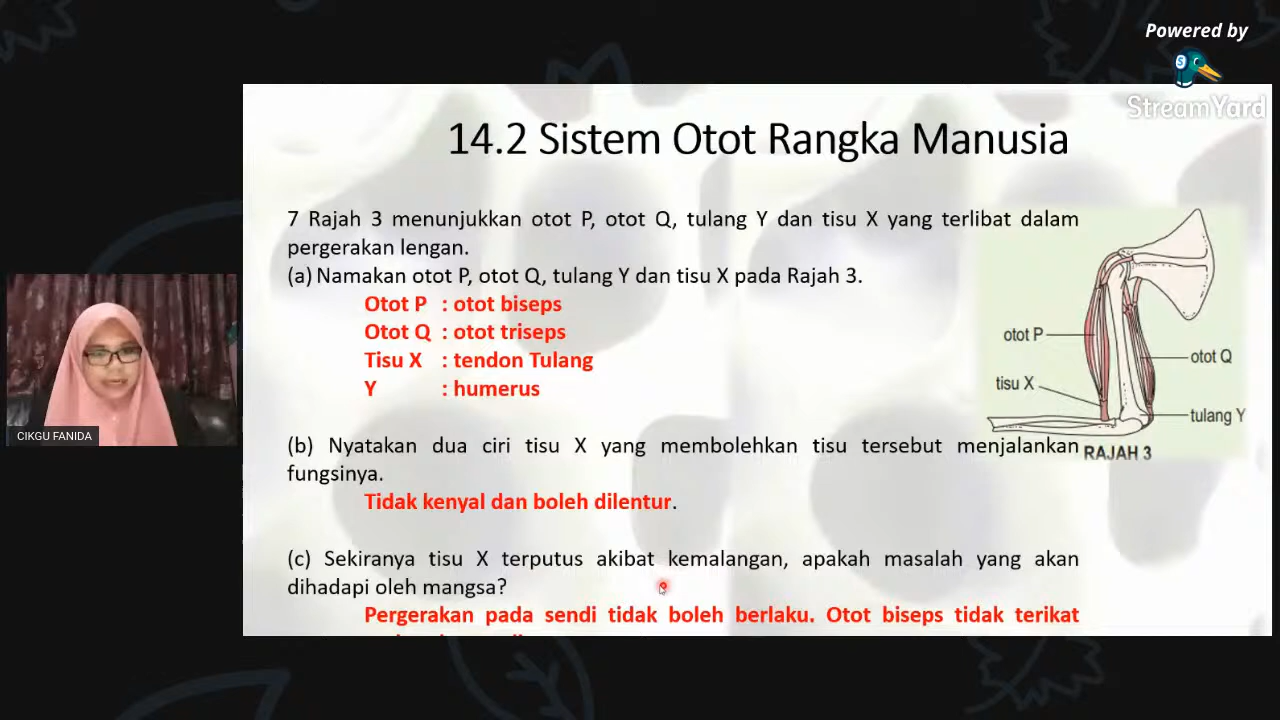 Powered by
StreamYard
14.2 Sistem Otot Rangka Manusia
7 Rajah 3 menunjukkan otot P, otot Q, tulang Y dan tisu X yang terlibat dalam
pergerakan lengan.
(a) Namakan otot P, otot Q, tulang Y dan tisu X pada Rajah 3.
Otot P : otot biseps
Otot Q : otot triseps
Tisu X : tendon Tulang
Y : humerus
otot P
otot Q
tisu X
tulang Y
RAJAH 3
(b) Nyatakan dua ciri tisu X yang membolehkan tisu tersebut menjalankan
fungsinya.
Tidak kenyal dan boleh dilentur.
(c) Sekiranya tisu X terputus akibat kemalangan, apakah masalah yang akan
dihadapi oleh mangsa?
Pergerakan pada sendi tidak boleh berlaku. Otot biseps tidak terikat
CIKGU FANIDA